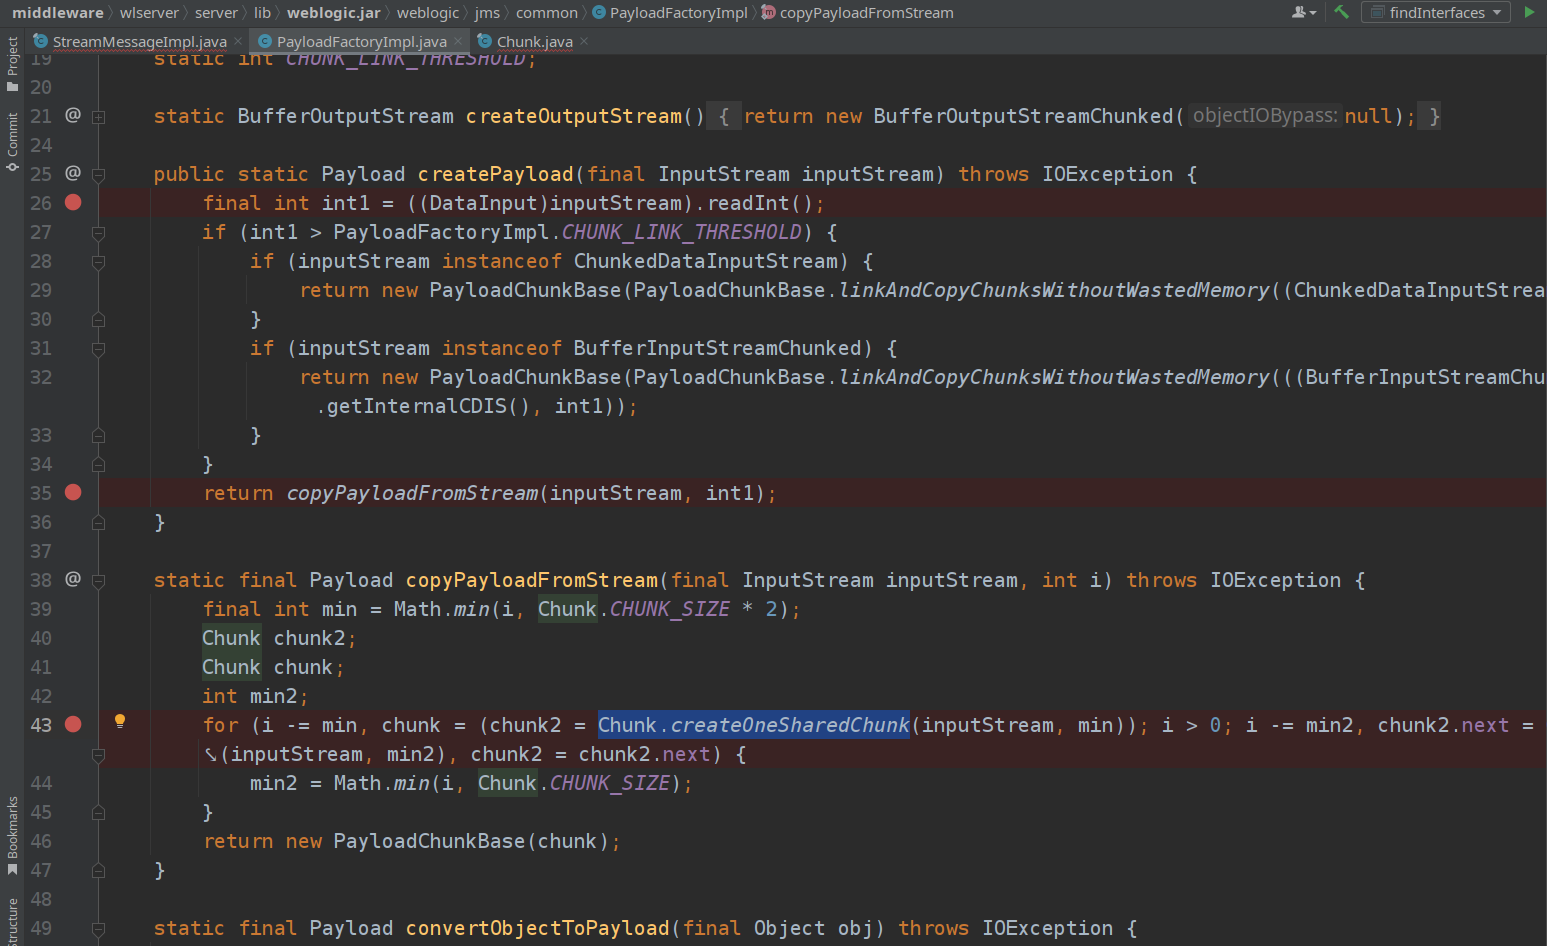 middleware wlserver server lib weblogic.jar weblogic jms common PayloadFactoryImpl copyPayloadFromStream findInterfaces
StreamMessageImpl.java PayloadFactoryImpl.java Chunk.java
Project
Commit
Bookmarks
Structure
19 static int CHUNK_LINK_THRESHOLD;
20
21 @ static BufferOutputStream createOutputStream() { return new BufferOutputStreamChunked( objectIOBypass: null); }
24
25 @ public static Payload createPayload(final InputStream inputStream) throws IOException {
26 final int int1 = ((DataInput)inputStream).readInt();
27 if (int1 > PayloadFactoryImpl.CHUNK_LINK_THRESHOLD) {
28 if (inputStream instanceof ChunkedDataInputStream) {
29 return new PayloadChunkBase(PayloadChunkBase.linkAndCopyChunksWithoutWastedMemory((ChunkedDataInputStrea
30 }
31 if (inputStream instanceof BufferInputStreamChunked) {
32 return new PayloadChunkBase(PayloadChunkBase.linkAndCopyChunksWithoutWastedMemory(((BufferInputStreamChu
.getInternalCDIS(), int1));
33 }
34 }
35 return copyPayloadFromStream(inputStream, int1);
36 }
37
38 @ static final Payload copyPayloadFromStream(final InputStream inputStream, int i) throws IOException {
39 final int min = Math.min(i, Chunk.CHUNK_SIZE * 2);
40 Chunk chunk2;
41 Chunk chunk;
42 int min2;
43 for (i -= min, chunk = (chunk2 = Chunk.createOneSharedChunk(inputStream, min)); i > 0; i -= min2, chunk2.next =
(inputStream, min2), chunk2 = chunk2.next) {
44 min2 = Math.min(i, Chunk.CHUNK_SIZE);
45 }
46 return new PayloadChunkBase(chunk);
47 }
48
49 static final Payload convertObjectToPayload(final Object obj) throws IOException {